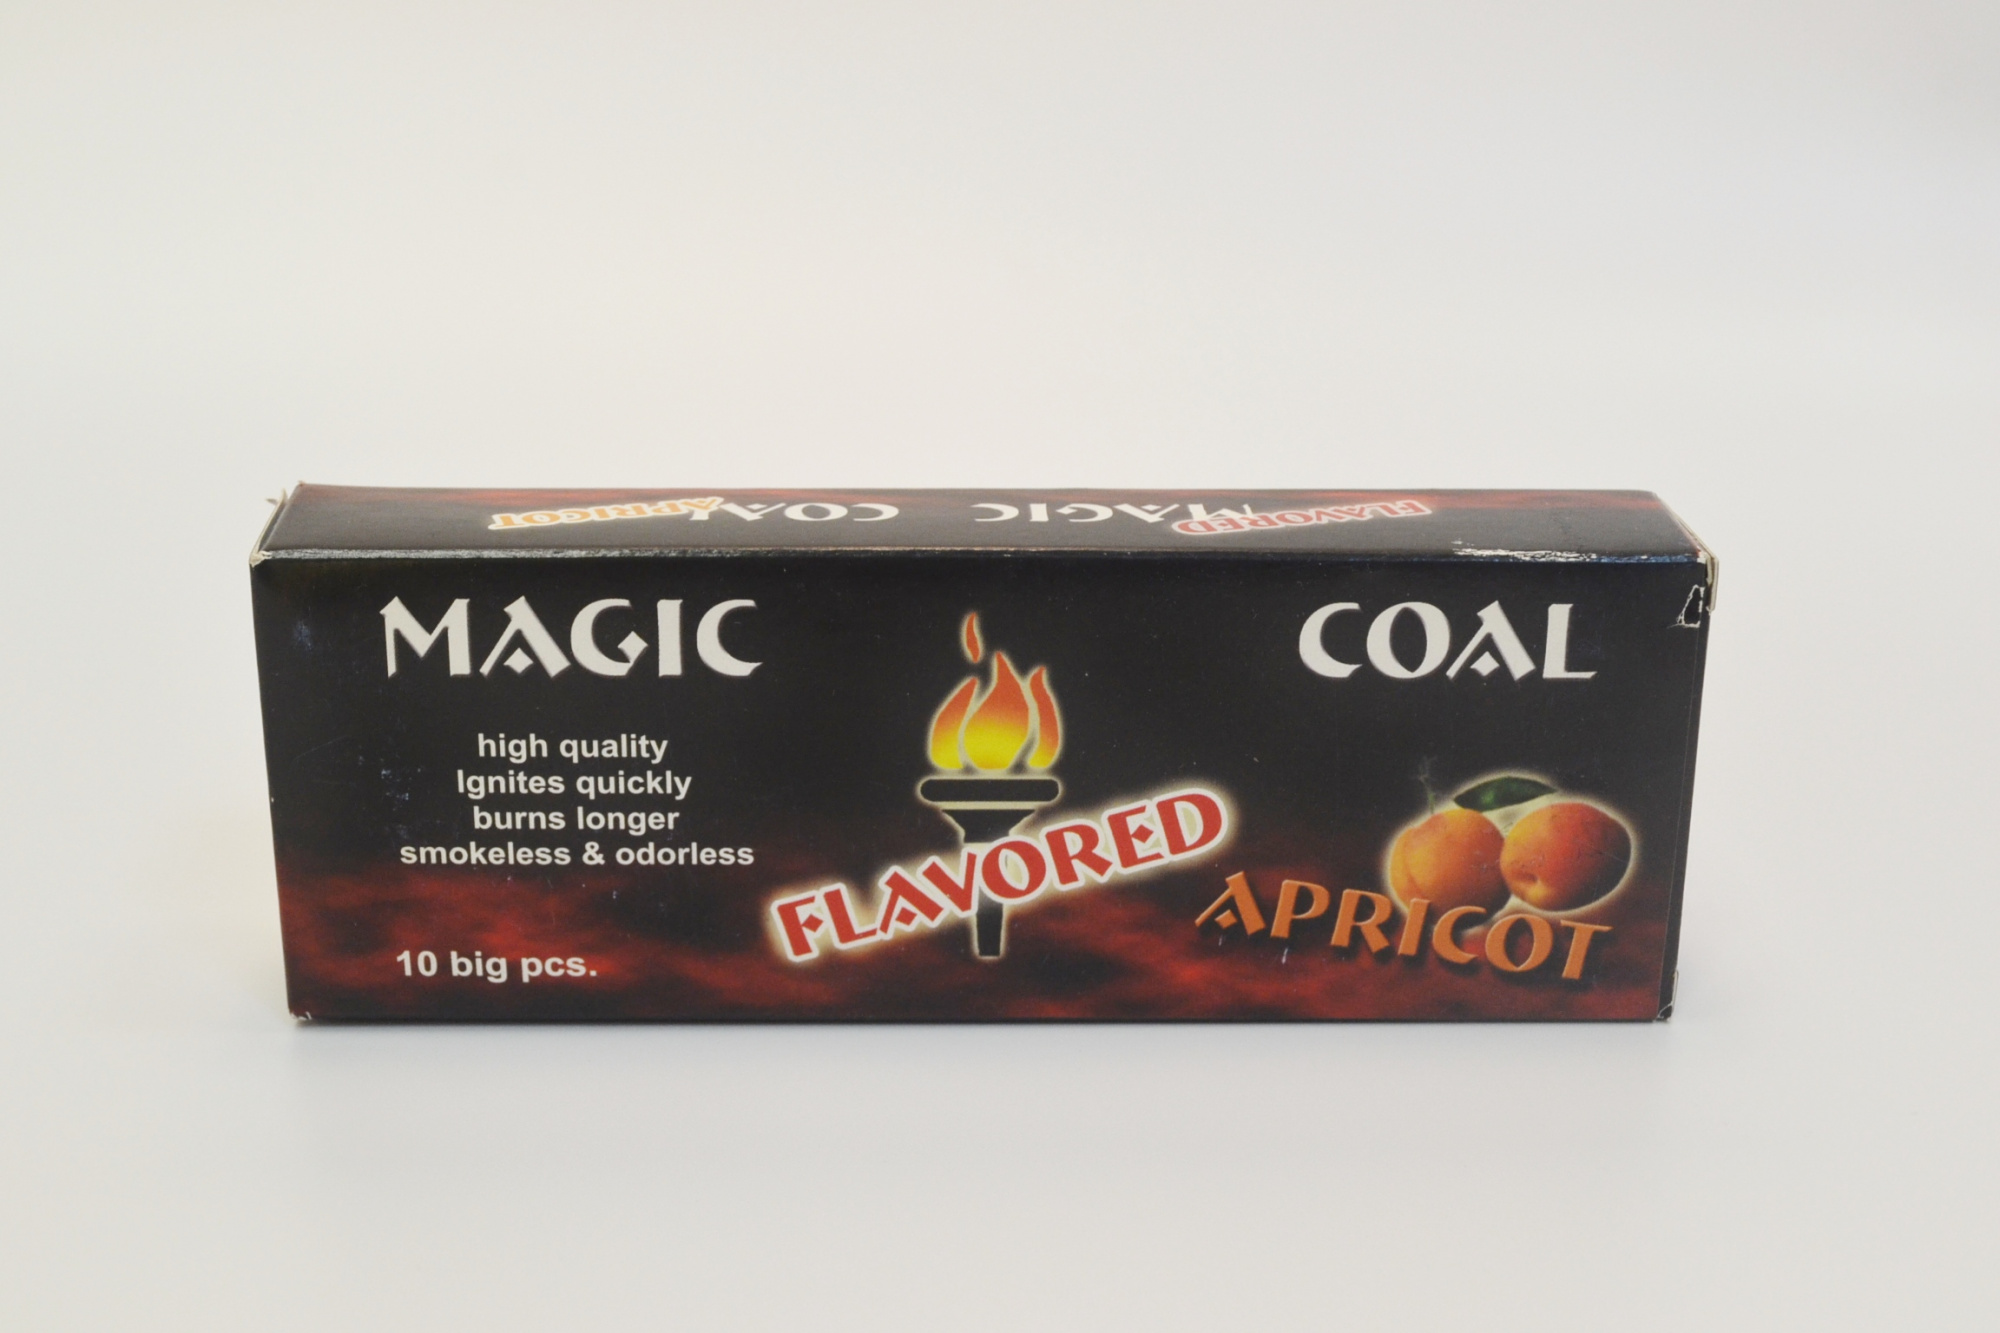 FLAVORED
MAGIC COAL
APRICOT
MAGIC COAL
high quality
Ignites quickly
burns longer
smokeless & odorless
FLAVORED
APRICOT
10 big pcs.